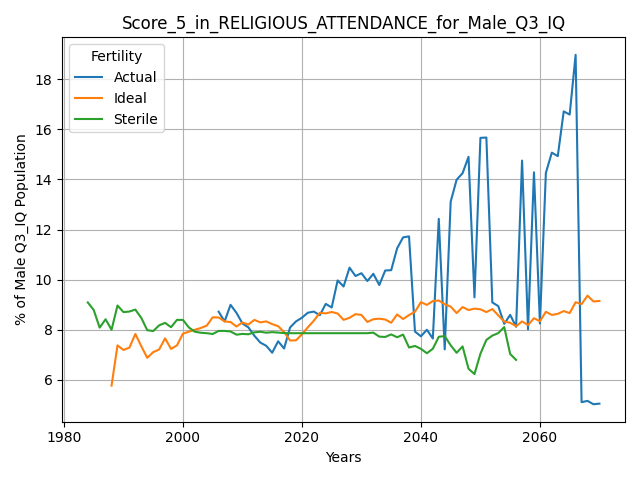 Score_5_in_RELIGIOUS_ATTENDANCE_for_Male_Q3_IQ
Fertility
Actual
Ideal
Sterile
% of Male Q3_IQ Population
18
16
14
12
10
8
6
1980 2000 2020 2040 2060
Years